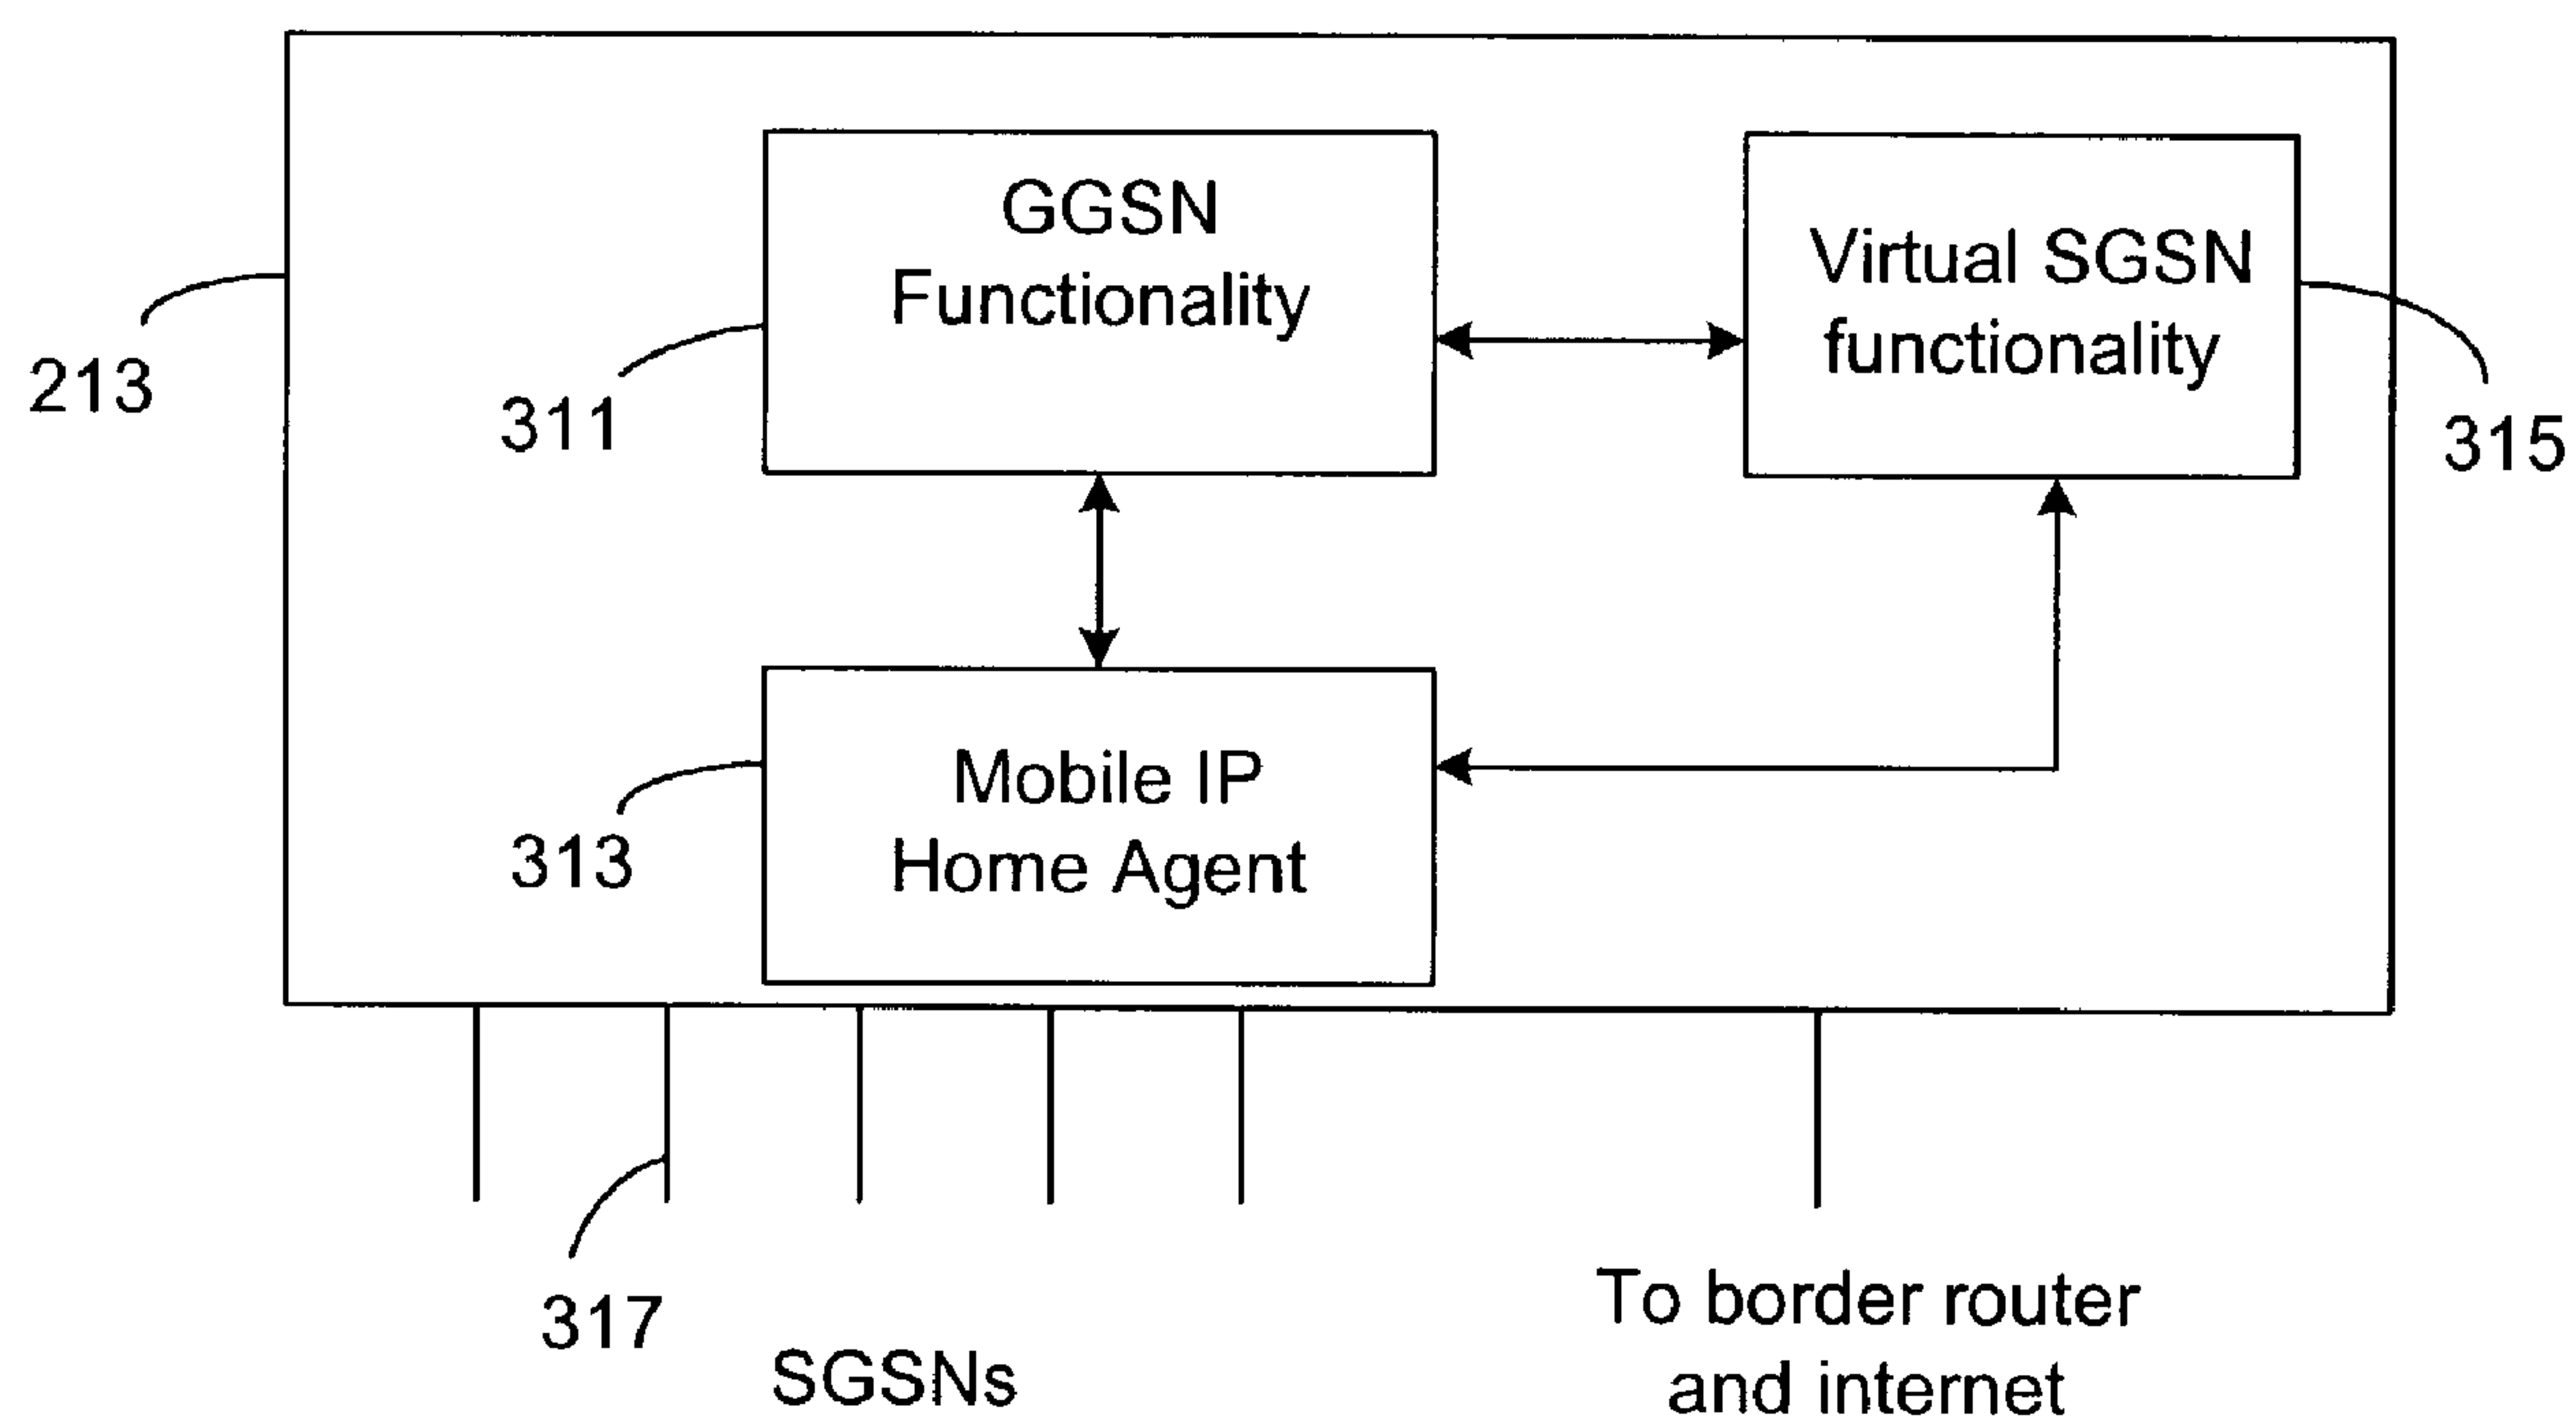 GGSN
Functionality
Virtual SGSN
functionality
213
311
315
Mobile IP
Home Agent
313
317
SGSNs
To border router
and internet